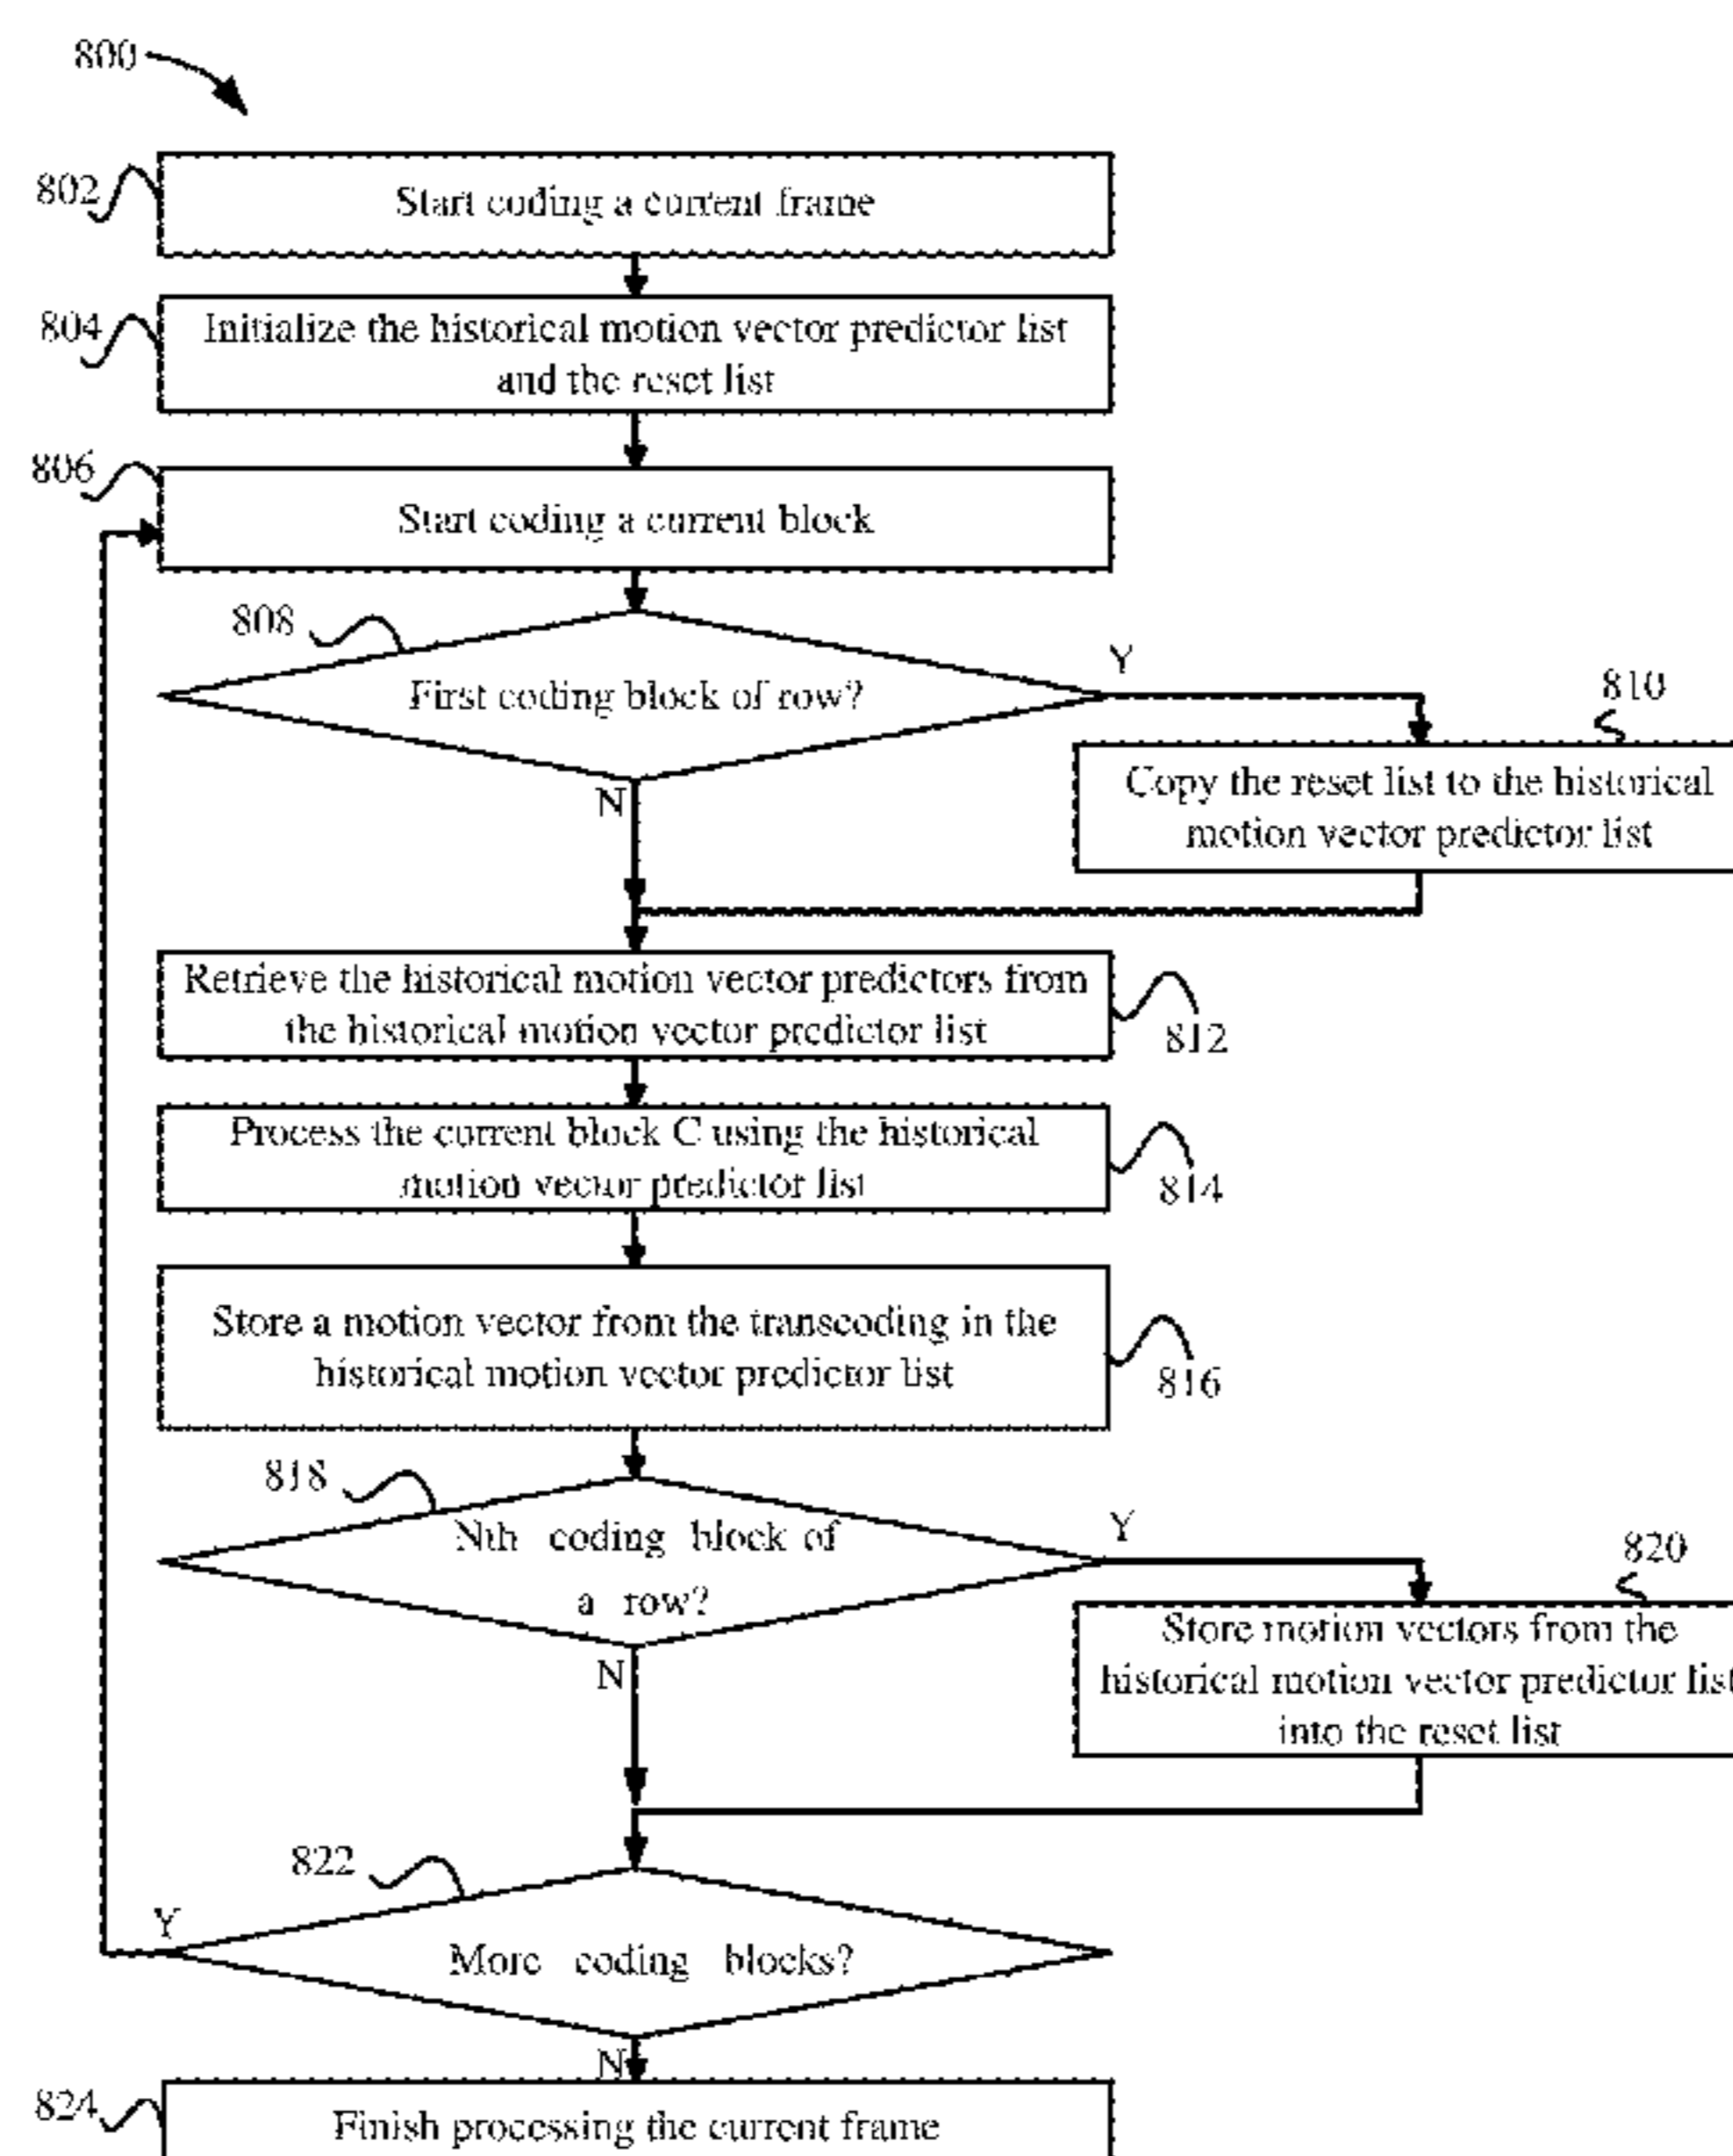 800
802
Start coding a current frame
804
Initialize the historical motion vector predictor list
and the reset list
806
Start coding a current block
808
First coding block of row?
Y
N
810
Copy the reset list to the historical
motion vector predictor list
Retrieve the historical motion vector predictors from
the historical motion vector predictor list
812
Process the current block C using the historical
motion vector predictor list
814
Store a motion vector from the transcoding in the
historical motion vector predictor list
816
818
Nth coding block of
a row?
Y
N
820
Store motion vectors from the
historical motion vector predictor list
into the reset list
822
Y
More coding blocks?
N
824
Finish processing the current frame